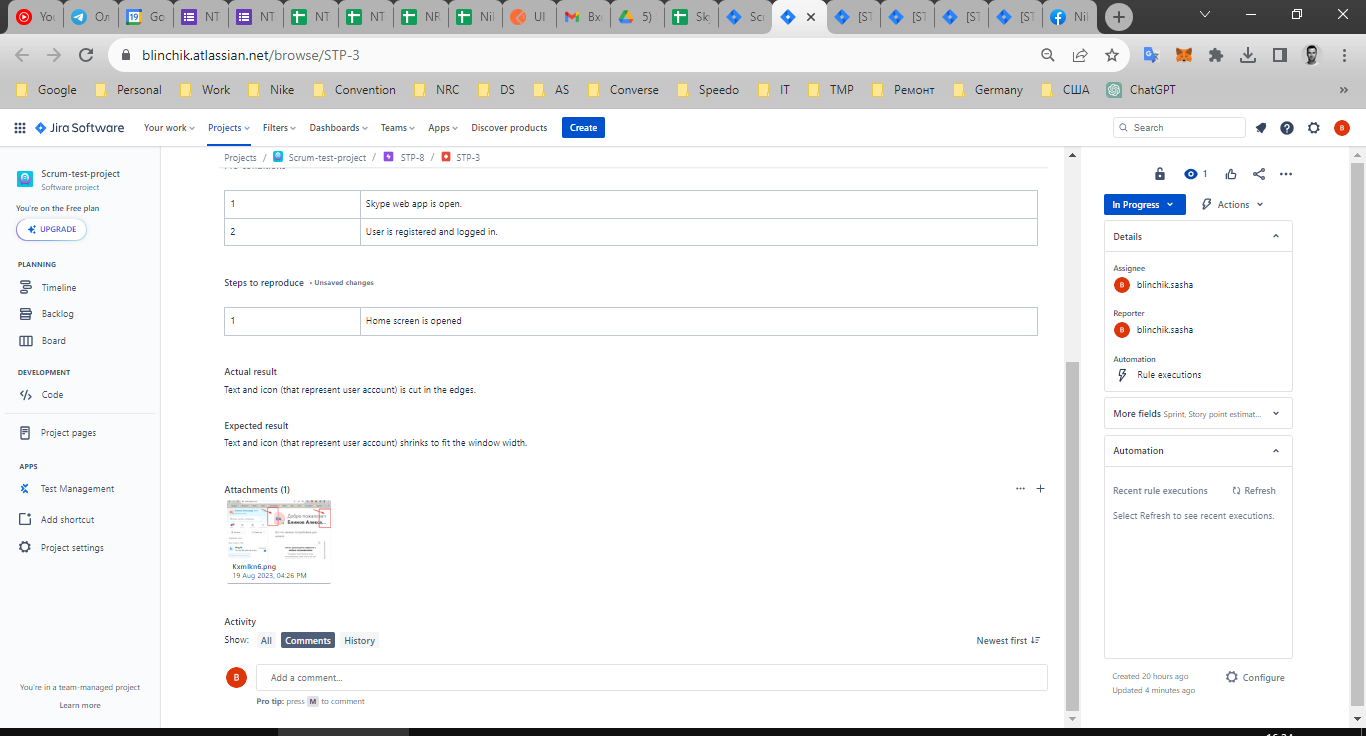 Yo
Ол
Go
NT
NT
NT
NT
NR
Nil
UI
Вх
5)
Sk
Sc
[ST
[ST
[ST
[ST
Nil
blinchik.atlassian.net/browse/STP-3
Google Personal Work Nike Convention NRC DS AS Converse Speedo IT TMP Ремонт Germany США ChatGPT
Jira Software Your work Projects Filters Dashboards Teams Apps Discover products Create Search B
Scrum-test-project
Software project
You're on the Free plan
UPGRADE
PLANNING
Timeline
Backlog
Board
DEVELOPMENT
Code
Project pages
APPS
Test Management
Add shortcut
Project settings
You're in a team-managed project
Learn more
Projects / Scrum-test-project / STP-8 / STP-3
1 Skype web app is open.
2 User is registered and logged in.
Steps to reproduce • Unsaved changes
1 Home screen is opened
Actual result
Text and icon (that represent user account) is cut in the edges.
Expected result
Text and icon (that represent user account) shrinks to fit the window width.
Attachments (1)
Kxmlkn6.png
19 Aug 2023, 04:26 PM
Activity
Show: All Comments History Newest first
B Add a comment...
Pro tip: press M to comment
1
In Progress Actions
Details
Assignee
B blinchik.sasha
Reporter
B blinchik.sasha
Automation
Rule executions
More fields Sprint, Story point estimat...
Automation
Recent rule executions Refresh
Select Refresh to see recent executions.
Created 20 hours ago Configure
Updated 4 minutes ago